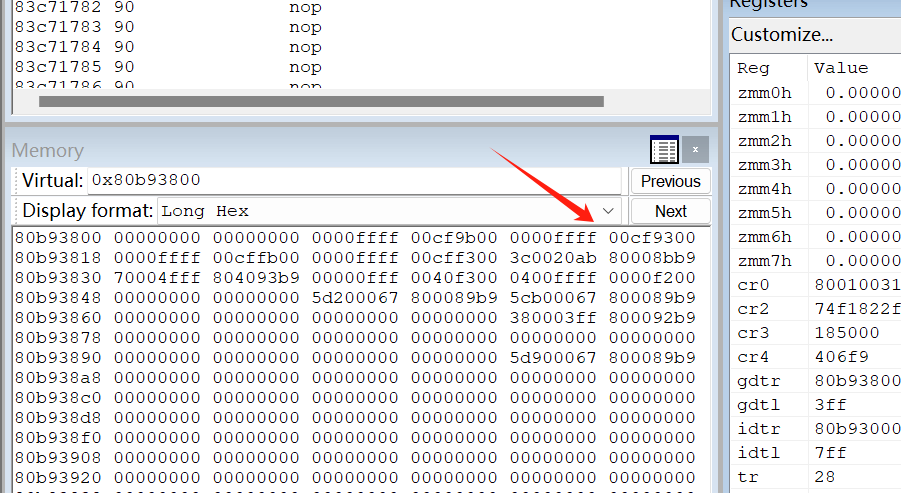 83c71782 90 nop
83c71783 90 nop
83c71784 90 nop
83c71785 90 nop
83c71786 90 nop
Memory
Virtual: 0x80b93800 Previous
Display format: Long Hex Next
80b93800 00000000 00000000 0000ffff 00cf9b00 0000ffff 00cf9300
80b93818 0000ffff 00cffb00 0000ffff 00cff300 3c0020ab 80008bb9
80b93830 70004fff 804093b9 00000fff 0040f300 0400ffff 0000f200
80b93848 00000000 00000000 5d200067 800089b9 5cb00067 800089b9
80b93860 00000000 00000000 00000000 00000000 380003ff 800092b9
80b93878 00000000 00000000 00000000 00000000 00000000 00000000
80b93890 00000000 00000000 00000000 00000000 5d900067 800089b9
80b938a8 00000000 00000000 00000000 00000000 00000000 00000000
80b938c0 00000000 00000000 00000000 00000000 00000000 00000000
80b938d8 00000000 00000000 00000000 00000000 00000000 00000000
80b938f0 00000000 00000000 00000000 00000000 00000000 00000000
80b93908 00000000 00000000 00000000 00000000 00000000 00000000
80b93920 00000000 00000000 00000000 00000000 00000000 00000000
Registers
Customize...
Reg Value
zmm0h 0.00000
zmm1h 0.00000
zmm2h 0.00000
zmm3h 0.00000
zmm4h 0.00000
zmm5h 0.00000
zmm6h 0.00000
zmm7h 0.00000
cr0 80010031
cr2 74f1822f
cr3 185000
cr4 406f9
gdtr 80b93800
gdtl 3ff
idtr 80b93000
idtl 7ff
tr 28